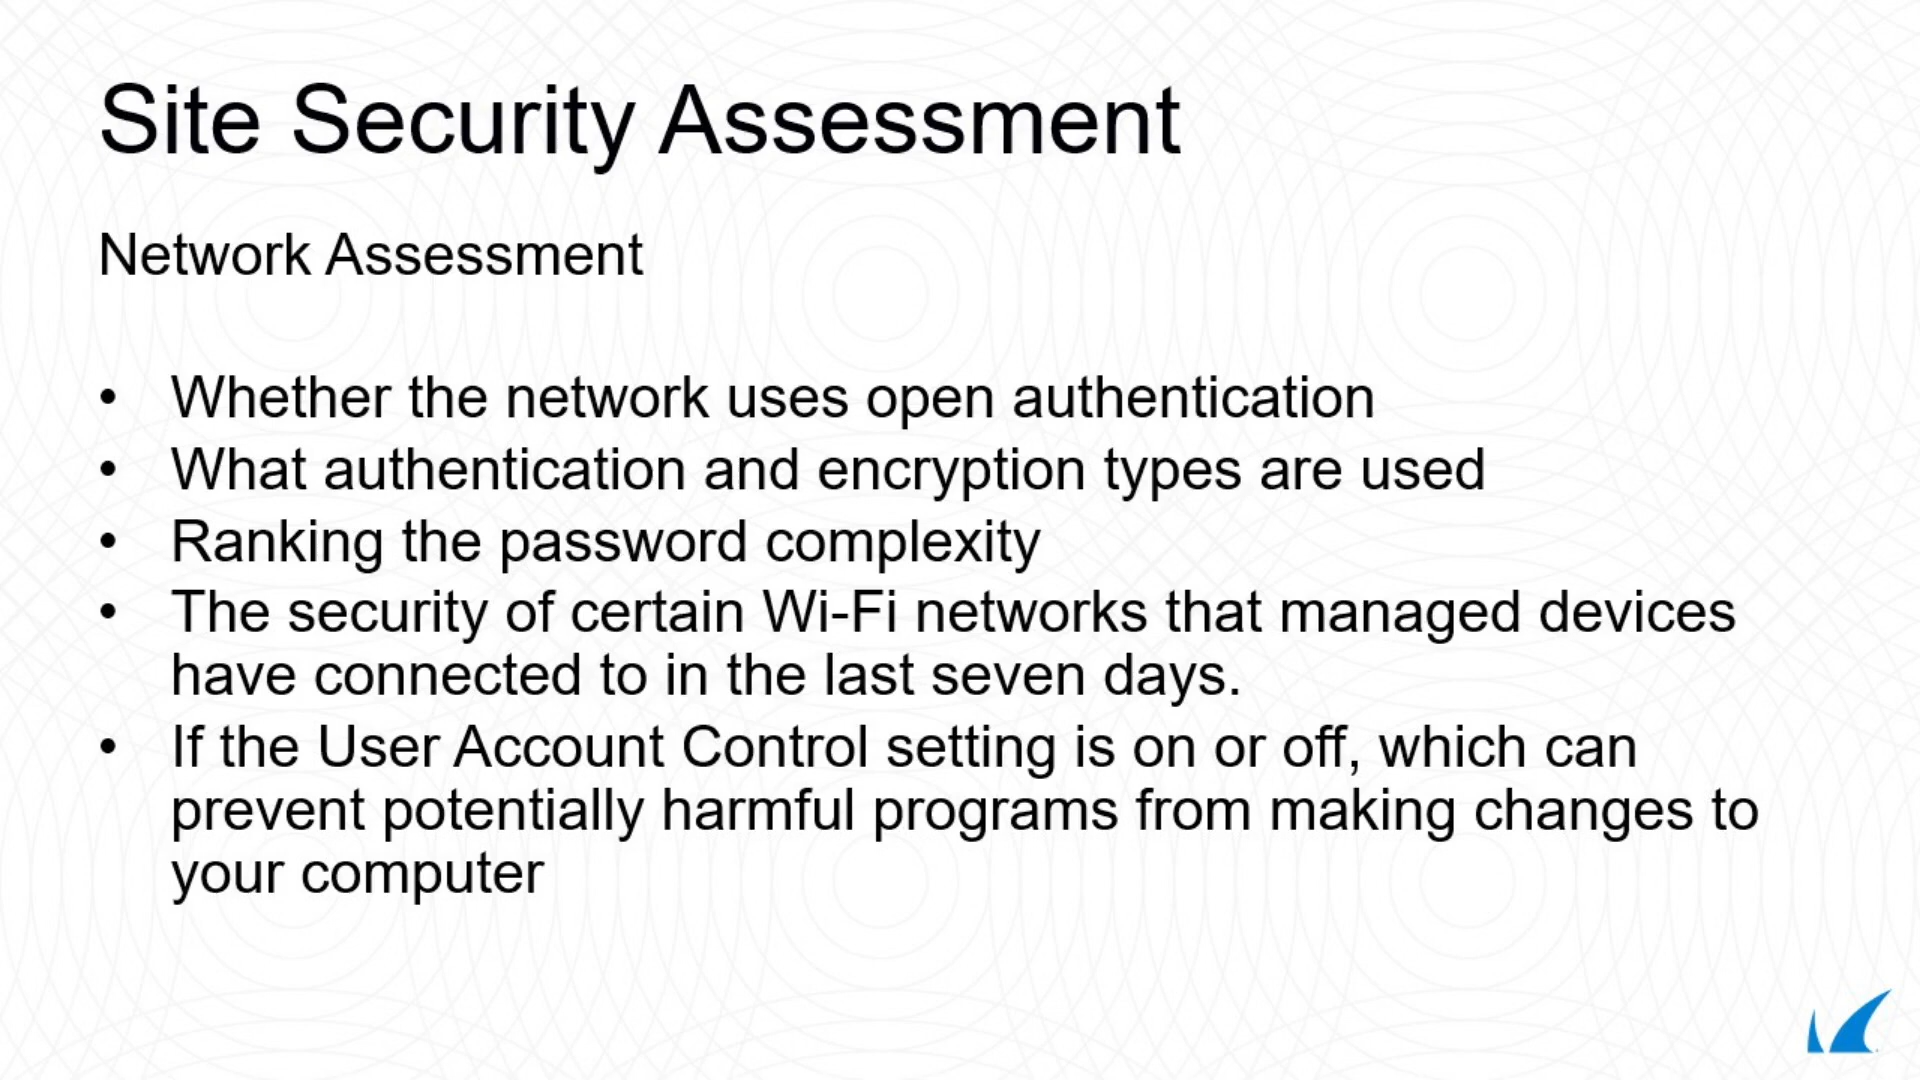 Site Security Assessment
Network Assessment
• Whether the network uses open authentication
• What authentication and encryption types are used
• Ranking the password complexity
• The security of certain Wi-Fi networks that managed devices
have connected to in the last seven days.
• If the User Account Control setting is on or off, which can
prevent potentially harmful programs from making changes to
your computer